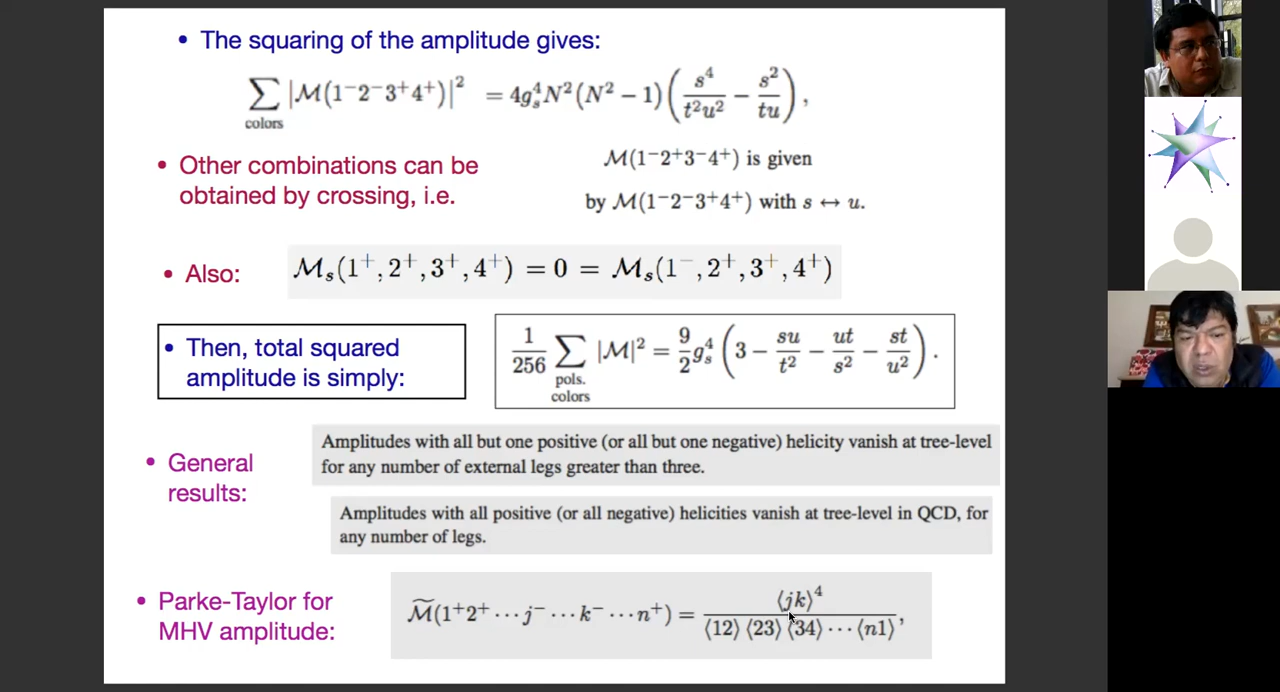 • The squaring of the amplitude gives:
∑ |M(1⁻2⁻3⁺4⁺)|² = 4g_s⁴N²(N² − 1) (s⁴/t²u² − s²/tu),
colors
• Other combinations can be
obtained by crossing, i.e.
M(1⁻2⁺3⁻4⁺) is given
by M(1⁻2⁻3⁺4⁺) with s ↔ u.
• Also:
M_s(1⁺, 2⁺, 3⁺, 4⁺) = 0 = M_s(1⁻, 2⁺, 3⁺, 4⁺)
• Then, total squared
amplitude is simply:
1/256 ∑ |M|² = 9/2 g_s⁴ (3 − su/t² − ut/s² − st/u²).
pols.
colors
• General
results:
Amplitudes with all but one positive (or all but one negative) helicity vanish at tree-level
for any number of external legs greater than three.
Amplitudes with all positive (or all negative) helicities vanish at tree-level in QCD, for
any number of legs.
• Parke-Taylor for
MHV amplitude:
M̃(1⁺2⁺ ⋯ j⁻ ⋯ k⁻ ⋯ n⁺) = ⟨jk⟩⁴ / ⟨12⟩ ⟨23⟩ ⟨34⟩ ⋯ ⟨n1⟩,